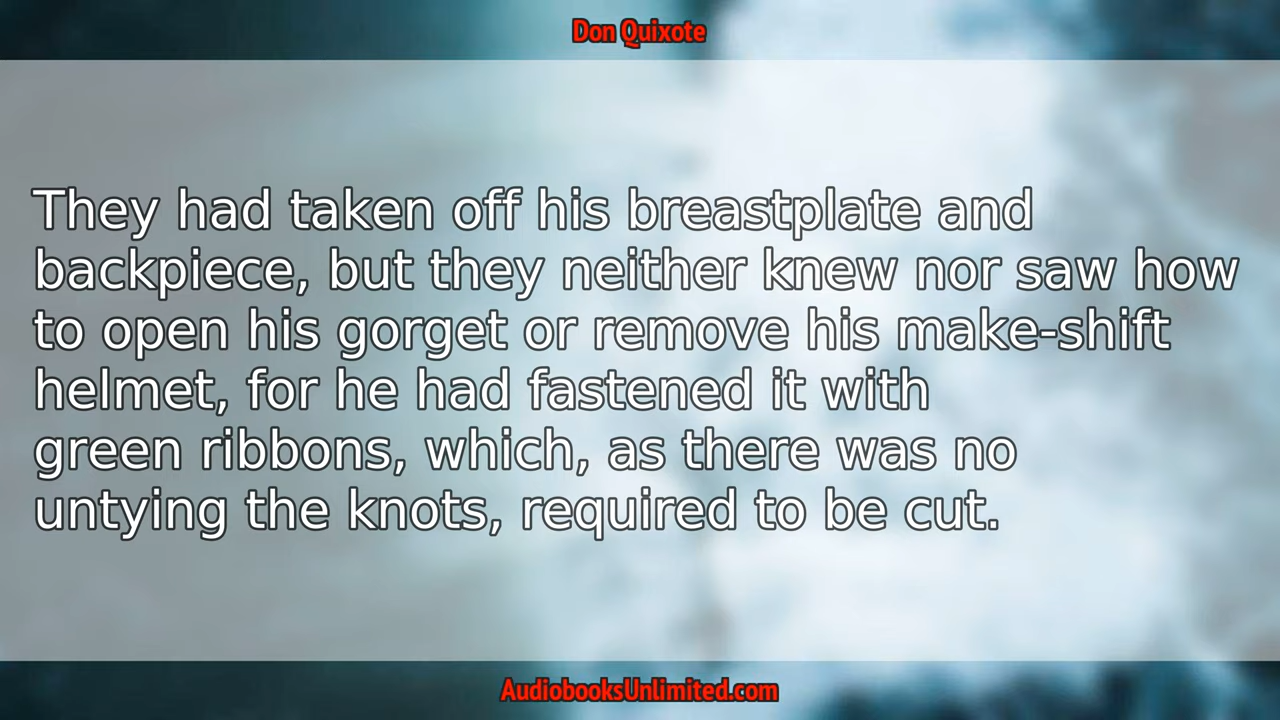 Don Quixote
They had taken off his breastplate and
backpiece, but they neither knew nor saw how
to open his gorget or remove his make-shift
helmet, for he had fastened it with
green ribbons, which, as there was no
untying the knots, required to be cut.
AudiobooksUnlimited.com